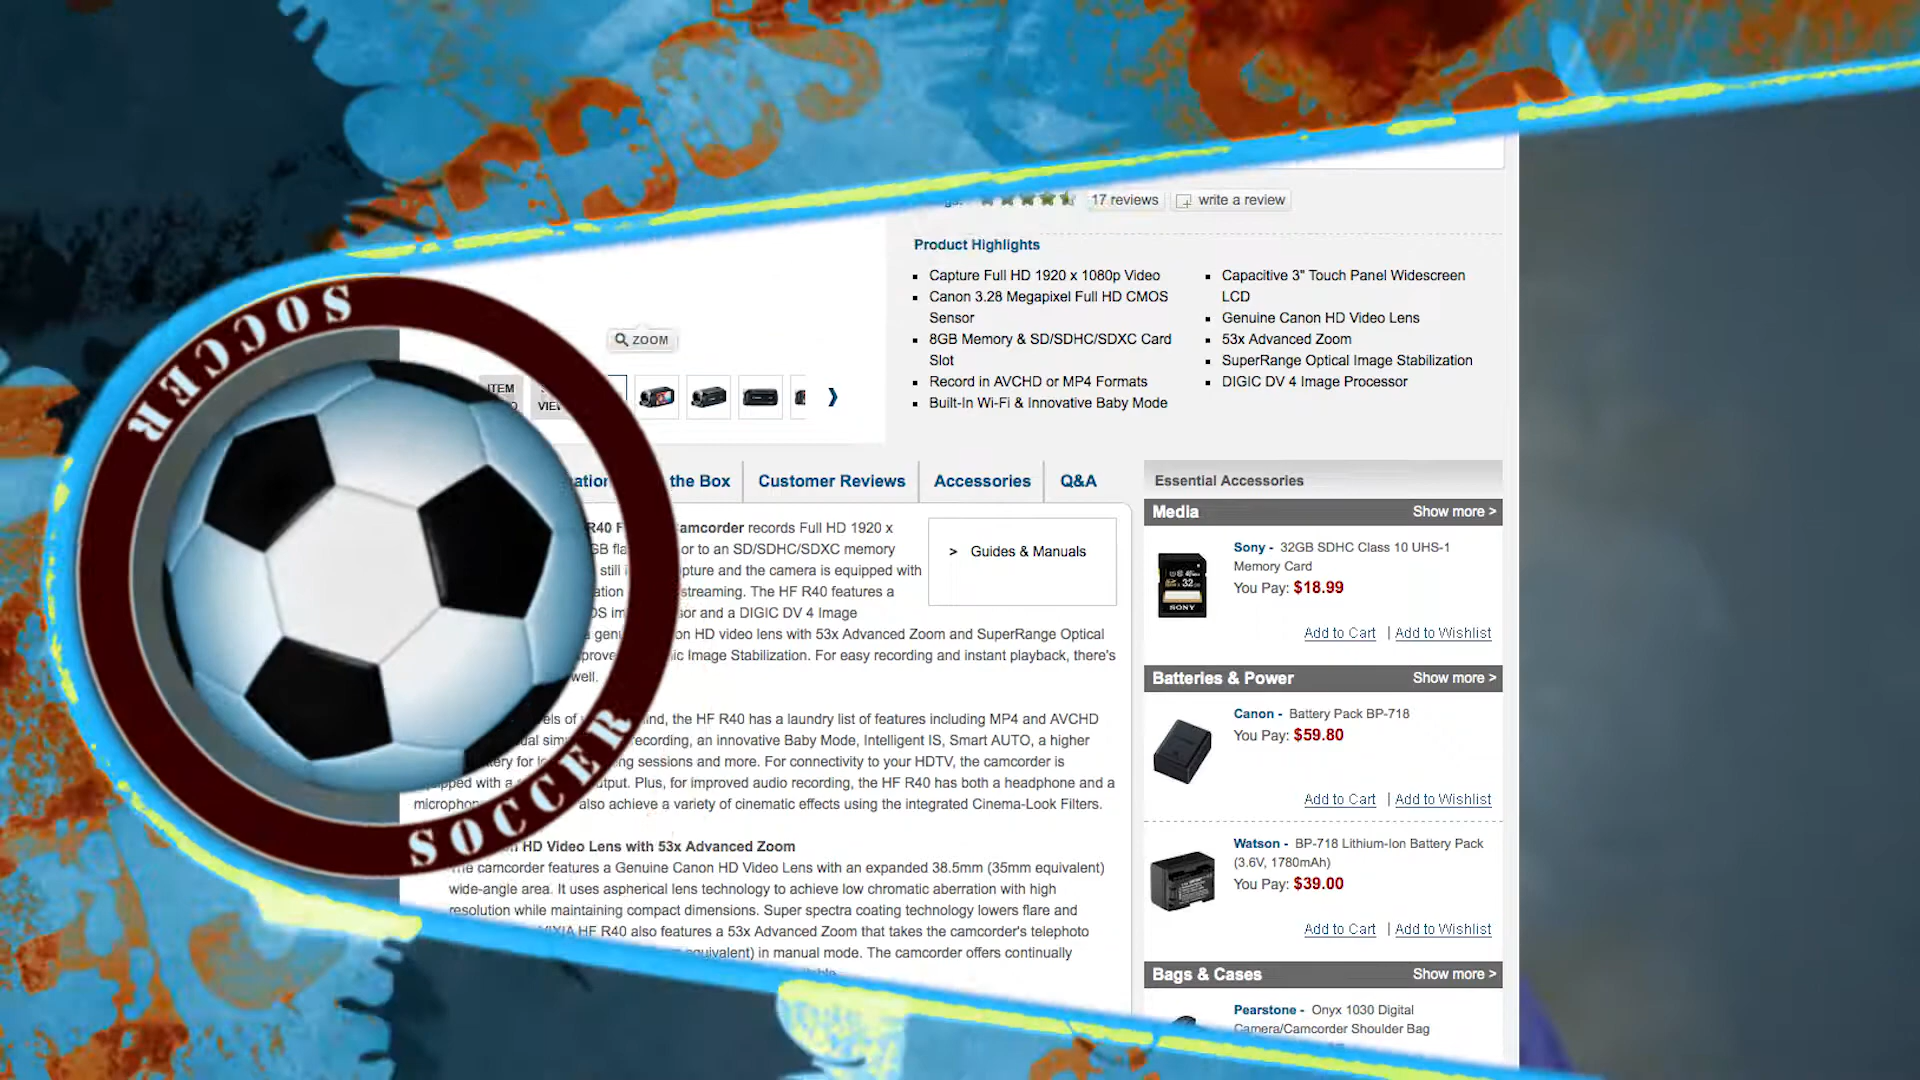 SOCCER
SOCCER
17 reviews
write a review
Product Highlights
Capture Full HD 1920 x 1080p Video
Canon 3.28 Megapixel Full HD CMOS
Sensor
8GB Memory & SD/SDHC/SDXC Card
Slot
Record in AVCHD or MP4 Formats
Built-In Wi-Fi & Innovative Baby Mode
Capacitive 3" Touch Panel Widescreen
LCD
Genuine Canon HD Video Lens
53x Advanced Zoom
SuperRange Optical Image Stabilization
DIGIC DV 4 Image Processor
ZOOM
ITEM
the Box
Customer Reviews
Accessories
Q&A
R40 records Full HD 1920 x
or to an SD/SDHC/SDXC memory
still and the camera is equipped with
streaming. The HF R40 features a
and a DIGIC DV 4 Image
HD video lens with 53x Advanced Zoom and SuperRange Optical
Image Stabilization. For easy recording and instant playback, there's
well.
> Guides & Manuals
the HF R40 has a laundry list of features including MP4 and AVCHD
recording, an innovative Baby Mode, Intelligent IS, Smart AUTO, a higher
for sessions and more. For connectivity to your HDTV, the camcorder is
with a Plus, for improved audio recording, the HF R40 has both a headphone and a
also achieve a variety of cinematic effects using the integrated Cinema-Look Filters.
HD Video Lens with 53x Advanced Zoom
The camcorder features a Genuine Canon HD Video Lens with an expanded 38.5mm (35mm equivalent)
wide-angle area. It uses aspherical lens technology to achieve low chromatic aberration with high
resolution while maintaining compact dimensions. Super spectra coating technology lowers flare and
VIXIA HF R40 also features a 53x Advanced Zoom that takes the camcorder's telephoto
equivalent) in manual mode. The camcorder offers continually
Essential Accessories
Media
Show more >
Sony - 32GB SDHC Class 10 UHS-1
Memory Card
You Pay: $18.99
Add to Cart | Add to Wishlist
32
SONY
Batteries & Power
Show more >
Canon - Battery Pack BP-718
You Pay: $59.80
Add to Cart | Add to Wishlist
Watson - BP-718 Lithium-Ion Battery Pack
(3.6V, 1780mAh)
You Pay: $39.00
Add to Cart | Add to Wishlist
Bags & Cases
Show more >
Pearstone - Onyx 1030 Digital
Camera/Camcorder Shoulder Bag